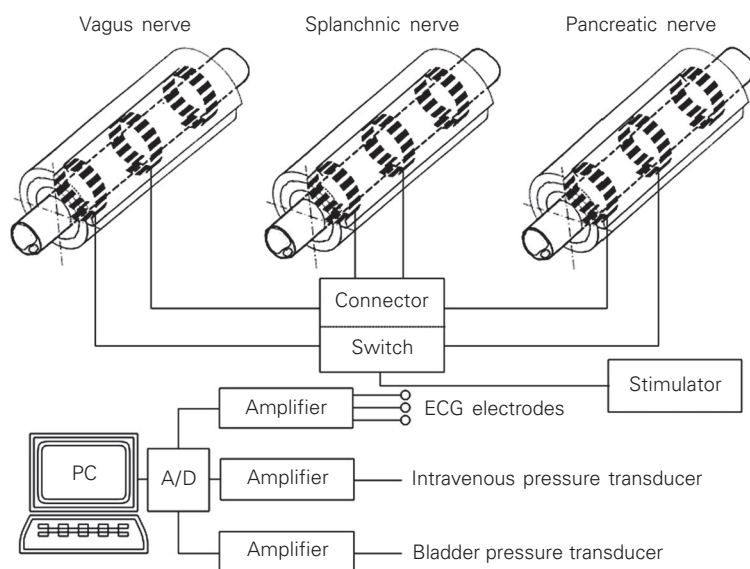 Vagus nerve
Splanchnic nerve
Pancreatic nerve
Connector
Switch
Stimulator
Amplifier
ECG electrodes
PC
A/D
Amplifier
Intravenous pressure transducer
Amplifier
Bladder pressure transducer